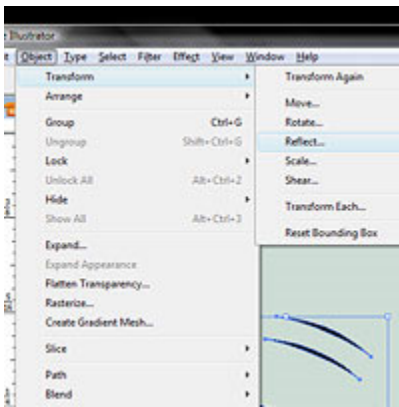 Illustrator
Object Type Select Filter Effect View Window Help
Transform
Arrange
Group Ctrl+G
Ungroup Shift+Ctrl+G
Lock
Unlock All Alt+Ctrl+2
Hide
Show All Alt+Ctrl+3
Expand...
Expand Appearance
Flatten Transparency...
Rasterize...
Create Gradient Mesh...
Slice
Path
Blend
Transform Again
Move...
Rotate...
Reflect...
Scale...
Shear...
Transform Each...
Reset Bounding Box